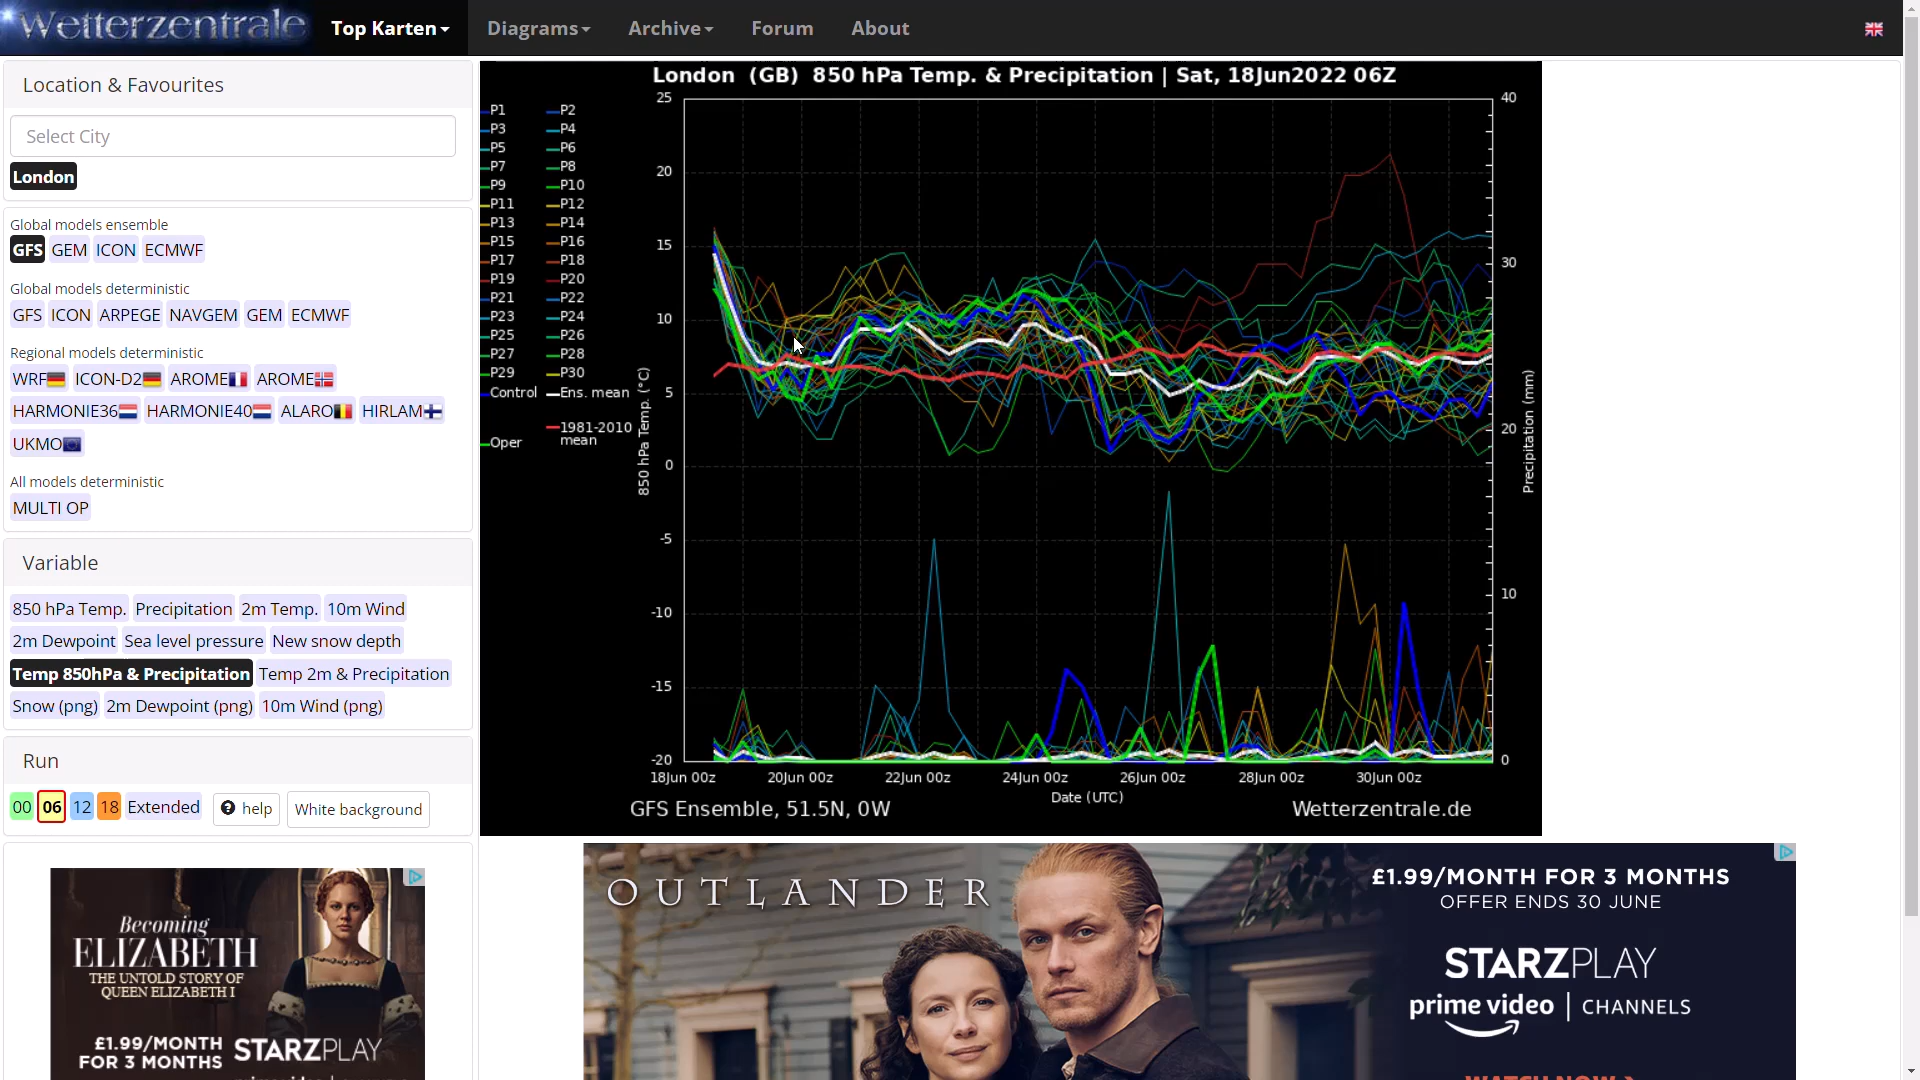 Wetterzentrale
Top Karten
Diagrams
Archive
Forum
About
Location & Favourites
Select City
London
Global models ensemble
GFS GEM ICON ECMWF
Global models deterministic
GFS ICON ARPEGE NAVGEM GEM ECMWF
Regional models deterministic
WRF ICON-D2 AROME AROME
HARMONIE36 HARMONIE40 ALARO HIRLAM
UKMO
All models deterministic
MULTI OP
Variable
850 hPa Temp. Precipitation 2m Temp. 10m Wind
2m Dewpoint Sea level pressure New snow depth
Temp 850hPa & Precipitation Temp 2m & Precipitation
Snow (png) 2m Dewpoint (png) 10m Wind (png)
Run
00 06 12 18 Extended help White background
London (GB) 850 hPa Temp. & Precipitation | Sat, 18Jun2022 06Z
P1 P2
P3 P4
P5 P6
P7 P8
P9 P10
P11 P12
P13 P14
P15 P16
P17 P18
P19 P20
P21 P22
P23 P24
P25 P26
P27 P28
P29 P30
Control Ens. mean
Oper 1981-2010
mean
850 hPa Temp. (°C)
25
20
15
10
5
0
-5
-10
-15
-20
40
30
20
10
0
Precipitation (mm)
18Jun 00z 20Jun 00z 22Jun 00z 24Jun 00z 26Jun 00z 28Jun 00z 30Jun 00z
Date (UTC)
GFS Ensemble, 51.5N, 0W
Wetterzentrale.de
Becoming
ELIZABETH
THE UNTOLD STORY OF
QUEEN ELIZABETH I
£1.99/MONTH
FOR 3 MONTHS
STARZPLAY
OUTLANDER
£1.99/MONTH FOR 3 MONTHS
OFFER ENDS 30 JUNE
STARZPLAY
prime video | CHANNELS
WATCH NOW